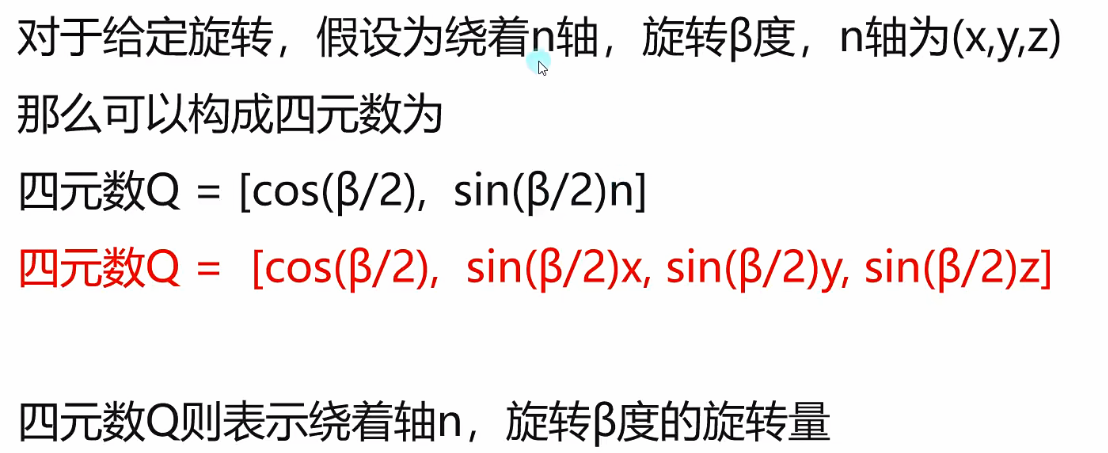 对于给定旋转，假设为绕着n轴，旋转β度，n轴为(x,y,z)
那么可以构成四元数为
四元数Q = [cos(β/2),  sin(β/2)n]
四元数Q =  [cos(β/2),  sin(β/2)x, sin(β/2)y, sin(β/2)z]
四元数Q则表示绕着轴n，旋转β度的旋转量